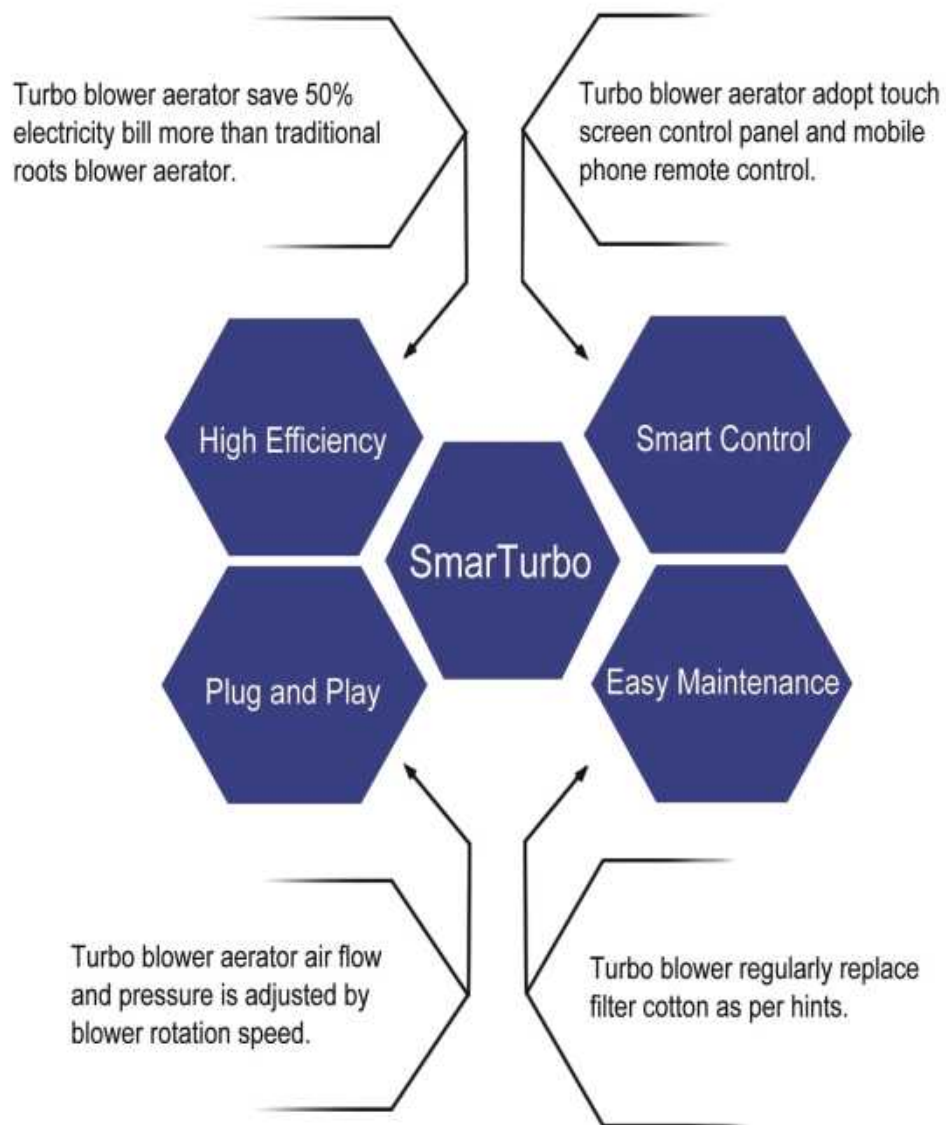 Turbo blower aerator save 50%
electricity bill more than traditional
roots blower aerator.
Turbo blower aerator adopt touch
screen control panel and mobile
phone remote control.
High Efficiency
Smart Control
SmarTurbo
Plug and Play
Easy Maintenance
Turbo blower aerator air flow
and pressure is adjusted by
blower rotation speed.
Turbo blower regularly replace
filter cotton as per hints.